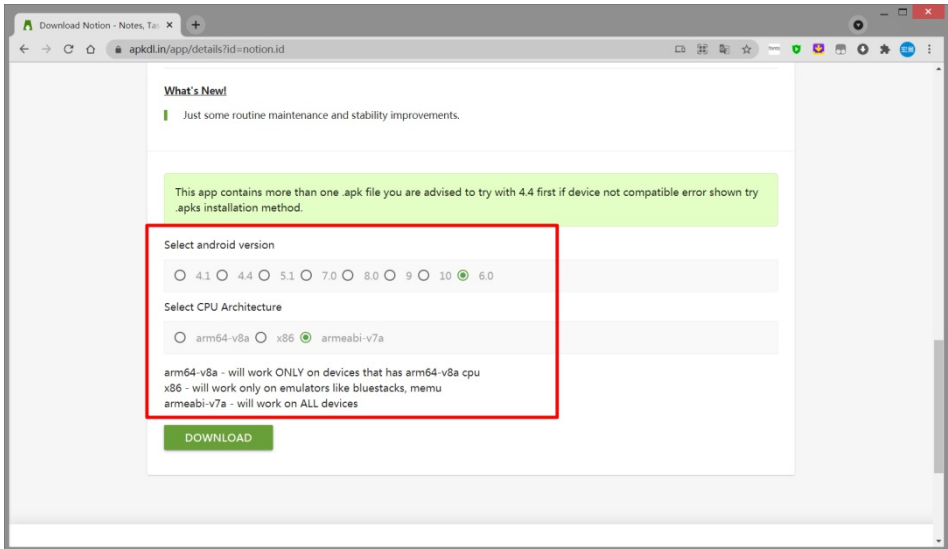 Download Notion - Notes, Tas
apkdl.in/app/details?id=notion.id
What's New!
Just some routine maintenance and stability improvements.
This app contains more than one .apk file you are advised to try with 4.4 first if device not compatible error shown try
.apks installation method.
Select android version
4.1 4.4 5.1 7.0 8.0 9 10 6.0
Select CPU Architecture
arm64-v8a x86 armeabi-v7a
arm64-v8a - will work ONLY on devices that has arm64-v8a cpu
x86 - will work only on emulators like bluestacks, memu
armeabi-v7a - will work on ALL devices
DOWNLOAD